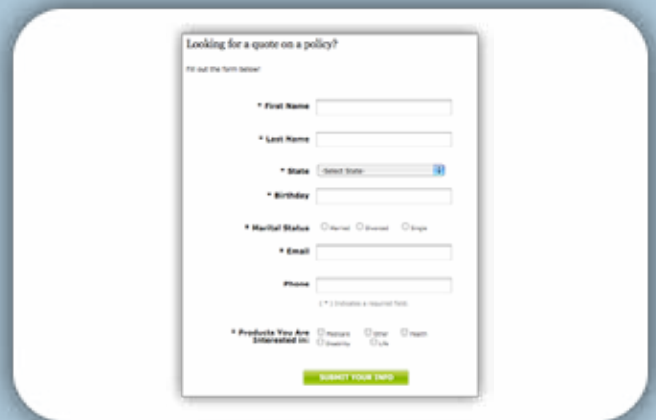 Looking for a quote on a policy?
Fill out the form below!
* First Name
* Last Name
* State -Select State-
* Birthday
* Marital Status Married Divorced Single
* Email
Phone
( * ) Indicates a required field.
* Products You Are Medicare Other Health
Interested in: Disability Life
SUBMIT YOUR INFO